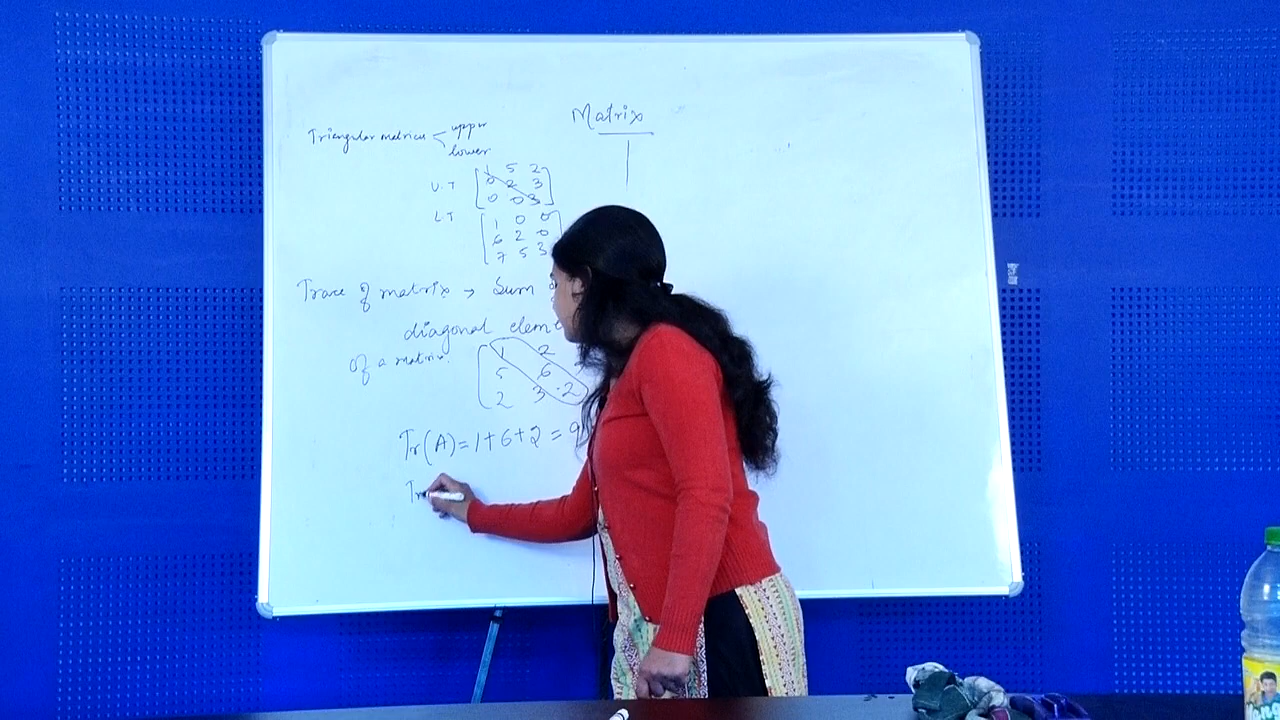 Matrix
Triangular matrices < upper
lower
U.T [1 5 2
0 2 3
0 0 3]
L.T [1 0 0
6 2 0
7 5 3
Trace of matrix → Sum
diagonal elem
of a matrix. [1 2
5 6
2 3 2
Tr(A) = 1 + 6 + 2 = 9
Tr